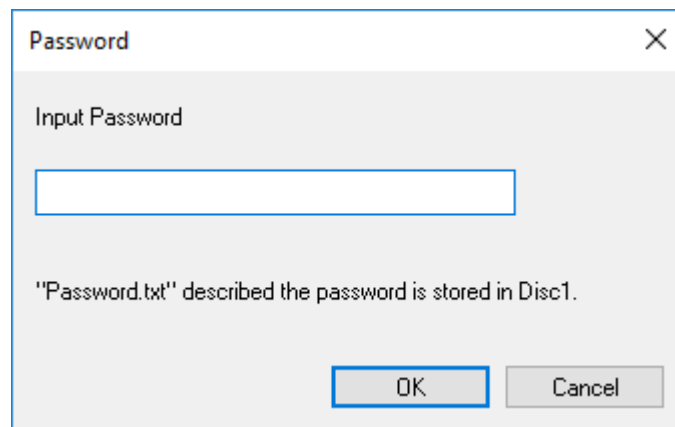 Password
Input Password
"Password.txt" described the password is stored in Disc1.
OK Cancel